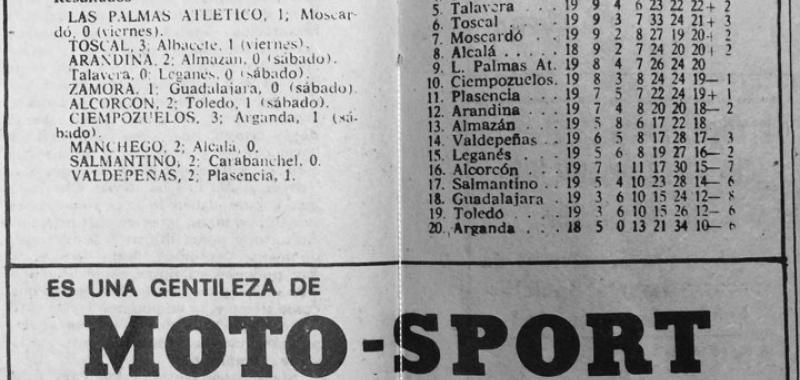 Resultados
LAS PALMAS ATLETICO, 1; Moscar-
dó, 0 (viernes).
TOSCAL, 3; Albacete, 1 (viernes).
ARANDINA, 2; Almazán, 0 (sábado).
Talavera, 0; Leganés, 0 (sábado).
ZAMORA, 1; Guadalajara, 0 (sábado).
ALCORCON, 2; Toledo, 1 (sábado).
CIEMPOZUELOS, 3; Arganda, 1 (sá-
bado).
MANCHEGO, 2; Alcalá, 0.
SALMANTINO, 2; Carabanchel, 0.
VALDEPEÑAS, 2; Plasencia, 1.
5. Talavera . . . 19 9 4 6 23 22 22+ 2
6. Toscal . . . 19 9 3 7 33 24 21+ 3
7. Moscardó . . 19 9 2 8 27 19 20+ 2
8. Alcalá . . . 18 9 2 7 24 20 20+ 2
9. L. Palmas At. 19 8 4 7 26 24 20
10. Ciempozuelos. 19 8 3 8 24 24 19— 1
11. Plasencia . . . 19 7 5 7 22 24 19+ 1
12. Arandina . . . 19 7 4 8 20 20 18— 2
13. Almazán . . . 19 5 8 6 17 22 18
14. Valdepeñas . . 19 6 5 8 17 28 17— 3
15. Leganés . . . 19 5 6 8 19 27 16— 2
16. Alcorcón . . . 19 7 1 11 17 30 15— 7
17. Salmantino . . 19 5 4 10 23 28 14— 6
18. Guadalajara . 19 3 6 10 15 24 12— 8
19. Toledó . . . 19 3 6 10 15 26 12— 6
20. Arganda . . . 18 5 0 13 21 34 10— 6
ES UNA GENTILEZA DE
MOTO-SPORT